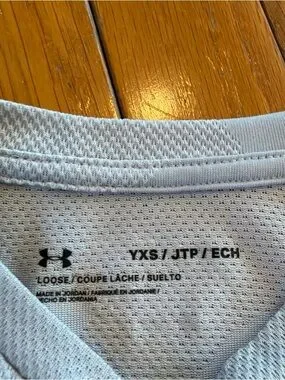 YXS / JTP / ECH
LOOSE / COUPE LÂCHE / SUELTO
MADE IN JORDAN / FABRIQUÉ EN JORDANIE /
HECHO EN JORDANIA